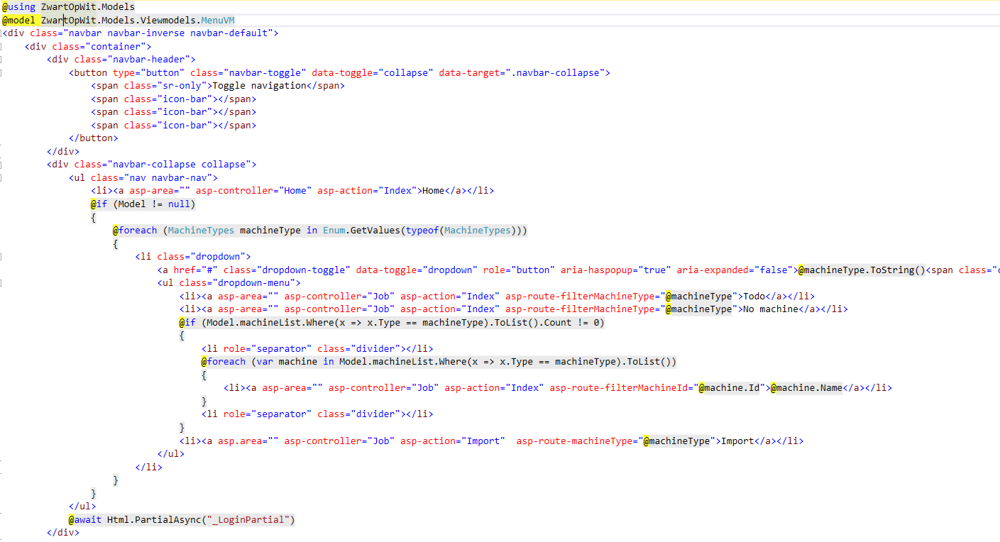 @using ZwartOpWit.Models
@model ZwartOpWit.Models.Viewmodels.MenuVM
<div class="navbar navbar-inverse navbar-default">
    <div class="container">
        <div class="navbar-header">
            <button type="button" class="navbar-toggle" data-toggle="collapse" data-target=".navbar-collapse">
                <span class="sr-only">Toggle navigation</span>
                <span class="icon-bar"></span>
                <span class="icon-bar"></span>
                <span class="icon-bar"></span>
            </button>
        </div>
        <div class="navbar-collapse collapse">
            <ul class="nav navbar-nav">
                <li><a asp-area="" asp-controller="Home" asp-action="Index">Home</a></li>
                @if (Model != null)
                {
                    @foreach (MachineTypes machineType in Enum.GetValues(typeof(MachineTypes)))
                    {
                        <li class="dropdown">
                            <a href="#" class="dropdown-toggle" data-toggle="dropdown" role="button" aria-haspopup="true" aria-expanded="false">@machineType.ToString()<span class="
                            <ul class="dropdown-menu">
                                <li><a asp-area="" asp-controller="Job" asp-action="Index" asp-route-filterMachineType="@machineType">Todo</a></li>
                                <li><a asp-area="" asp-controller="Job" asp-action="Index" asp-route-filterMachineType="@machineType">No machine</a></li>
                                @if (Model.machineList.Where(x => x.Type == machineType).ToList().Count != 0)
                                {
                                    <li role="separator" class="divider"></li>
                                    @foreach (var machine in Model.machineList.Where(x => x.Type == machineType).ToList())
                                    {
                                        <li><a asp-area="" asp-controller="Job" asp-action="Index" asp-route-filterMachineId="@machine.Id">@machine.Name</a></li>
                                    }
                                    <li role="separator" class="divider"></li>
                                }
                                <li><a asp.area="" asp-controller="Job" asp-action="Import"  asp-route-machineType="@machineType">Import</a></li>
                            </ul>
                        </li>
                    }
                }
            </ul>
            @await Html.PartialAsync("_LoginPartial")
        </div>